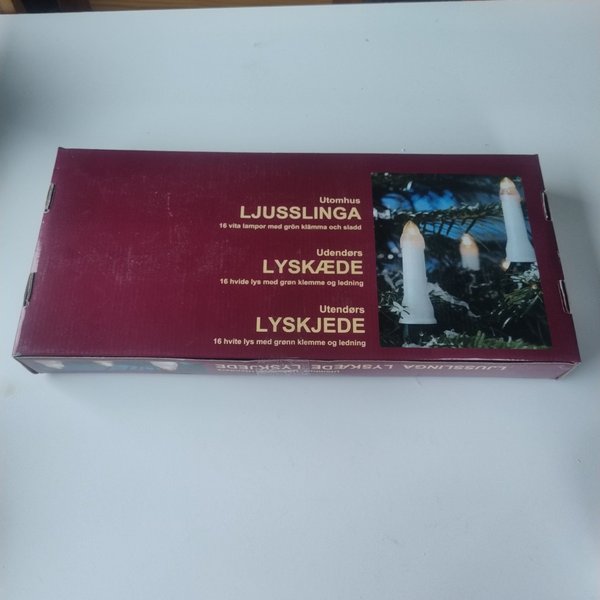 Utomhus
LJUSSLINGA
16 vita lampor med grön klämma och sladd
Udendørs
LYSKÆDE
16 hvide lys med grøn klemme og ledning
Utendørs
LYSKJEDE
16 hvite lys med grønn klemme og ledning
LJUSSLINGA LYSKÆDE LYSKJEDE